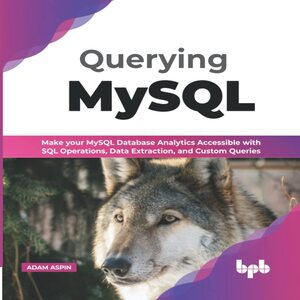 Querying
MySQL
Make your MySQL Database Analytics Accessible with
SQL Operations, Data Extraction, and Custom Queries
ADAM ASPIN
bpb